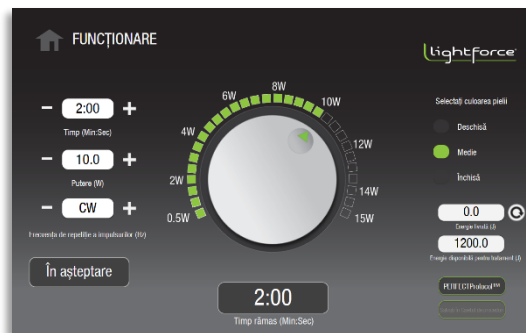 FUNCȚIONARE
lightforce
2:00
Timp (Min:Sec)
10.0
Putere (W)
CW
Frecvența de repetiție a impulsurilor (Hz)
În așteptare
0.5W
2W
4W
6W
8W
10W
12W
14W
15W
2:00
Timp rămas (Min:Sec)
Selectați culoarea pielii
Deschisă
Medie
Închisă
0.0
Energie livrată (J)
1200.0
Energie disponibilă pentru tratament (J)
PERFECTProtocol™